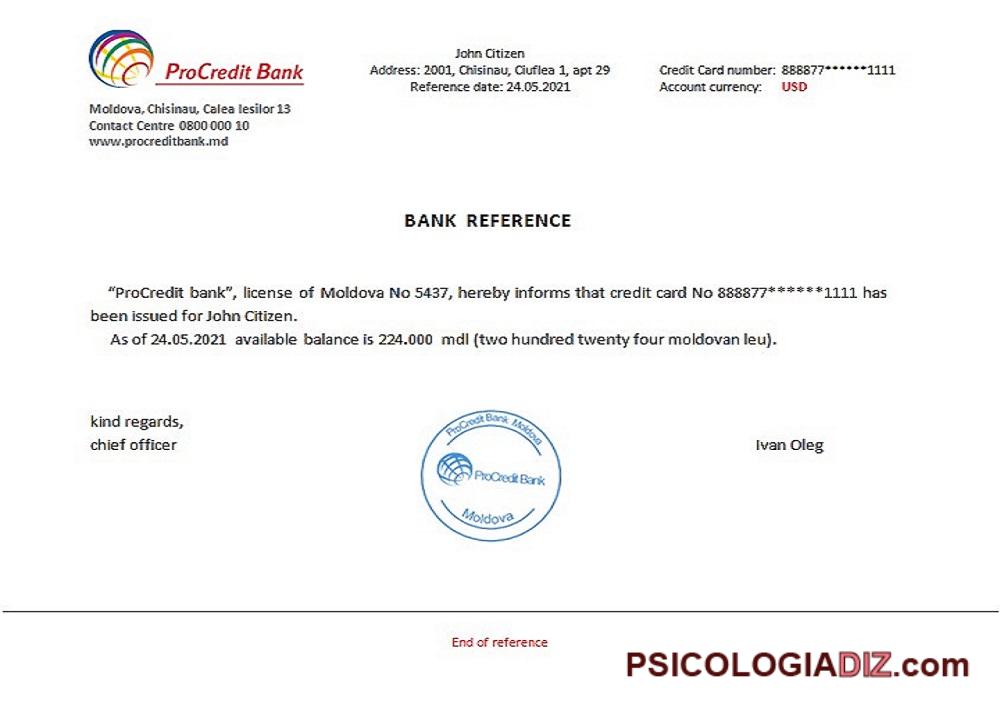 ProCredit Bank
Moldova, Chisinau, Calea Iesilor 13
Contact Centre 0800 000 10
www.procreditbank.md
John Citizen
Address: 2001, Chisinau, Ciuflea 1, apt 29
Reference date: 24.05.2021
Credit Card number: 888877******1111
Account currency: USD
BANK REFERENCE
“ProCredit bank”, license of Moldova No 5437, hereby informs that credit card No 888877******1111 has
been issued for John Citizen.
As of 24.05.2021 available balance is 224.000 mdl (two hundred twenty four moldovan leu).
kind regards,
chief officer
ProCredit Bank Moldova
ProCredit Bank
Moldova
Ivan Oleg
End of reference
PSICOLOGIADIZ.com